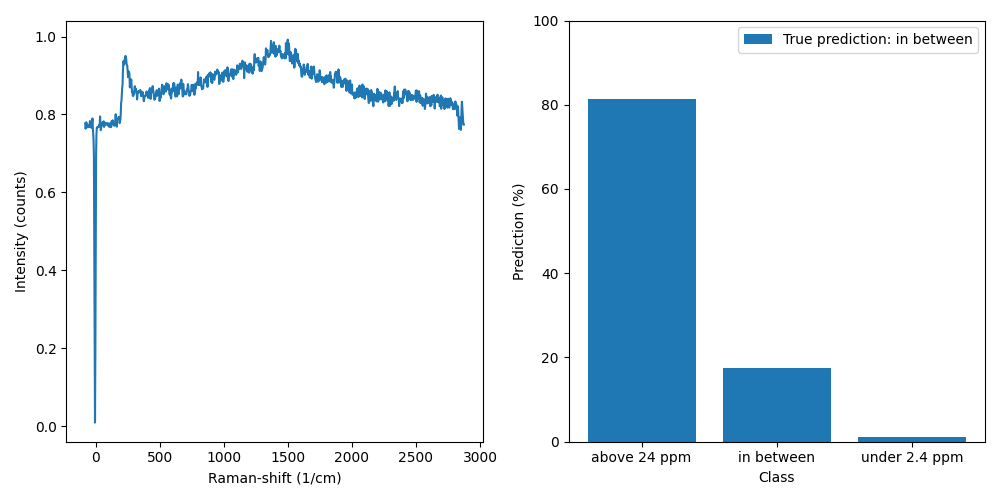 1.0
0.8
0.6
0.4
0.2
0.0
Intensity (counts)
0 500 1000 1500 2000 2500 3000
Raman-shift (1/cm)
100
80
60
40
20
0
Prediction (%)
True prediction: in between
above 24 ppm in between under 2.4 ppm
Class